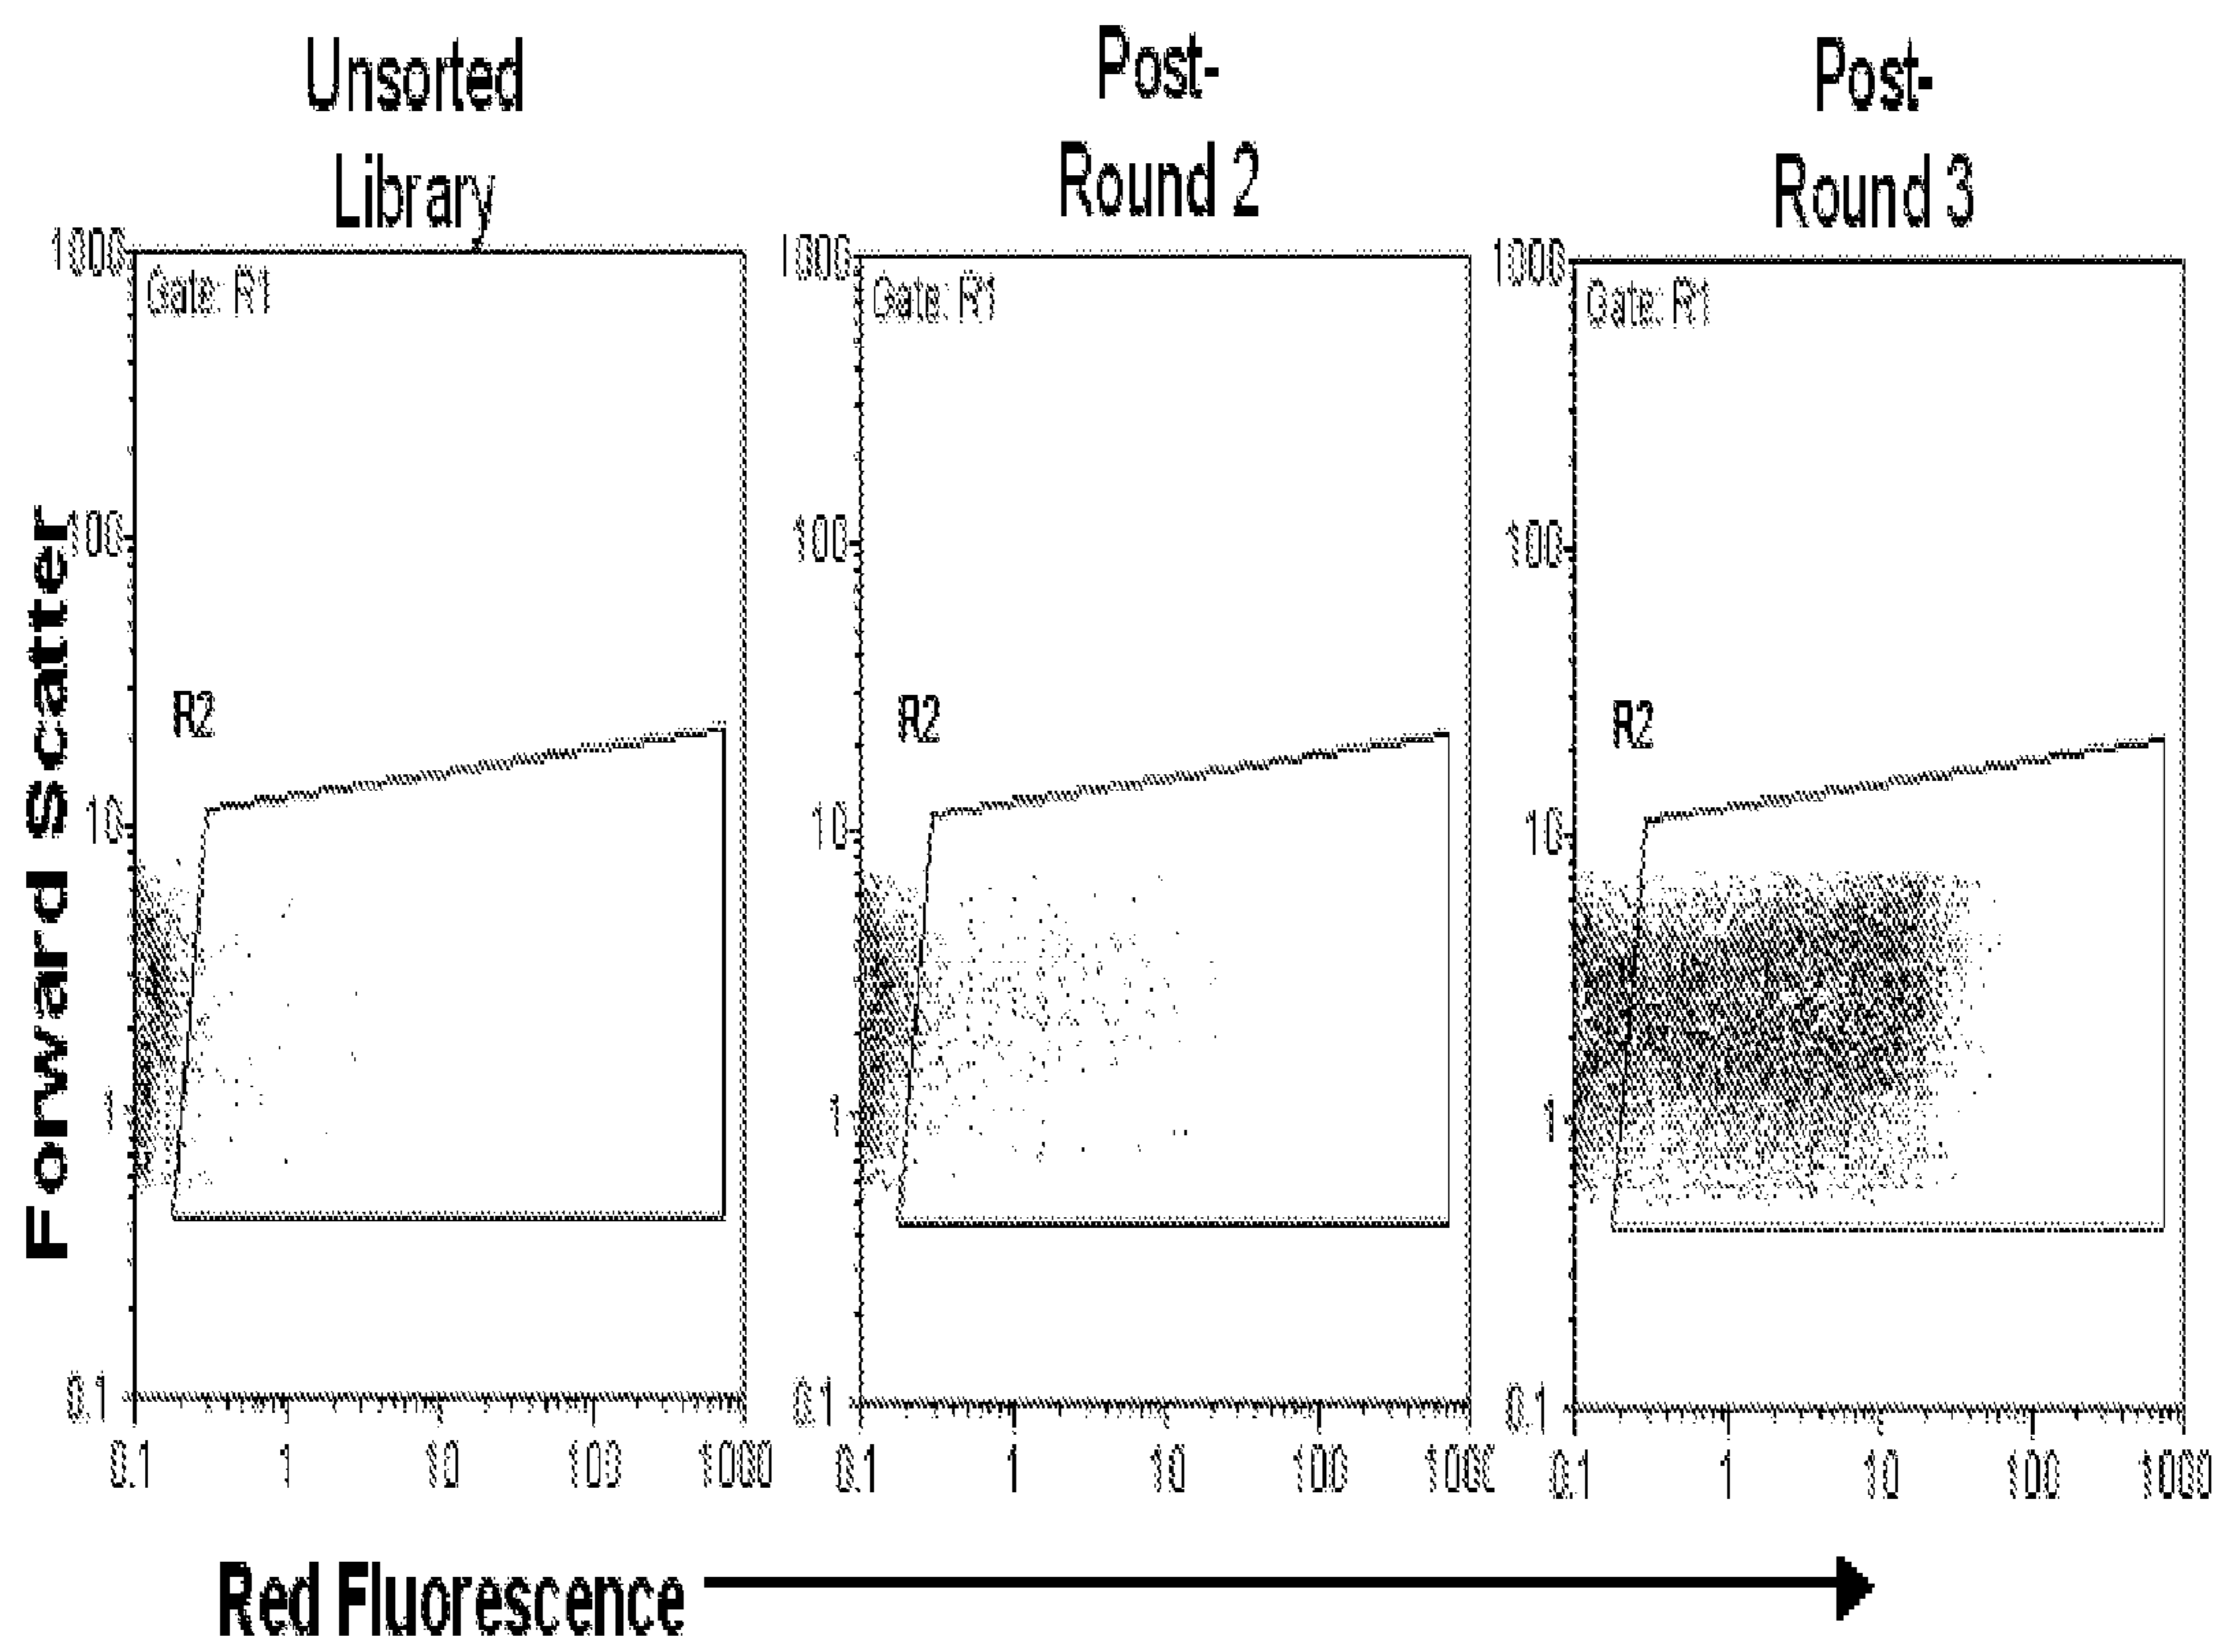 Unsorted
Library
Post-
Round 2
Post-
Round 3
1000
Gate: R1
R2
100
10
1
0.1
0.1 1 10 100 1000
1000
Gate: R1
R2
100
10
1
0.1
0.1 1 10 100 1000
1000
Gate: R1
R2
100
10
1
0.1
0.1 1 10 100 1000
Forward Scatter
Red Fluorescence